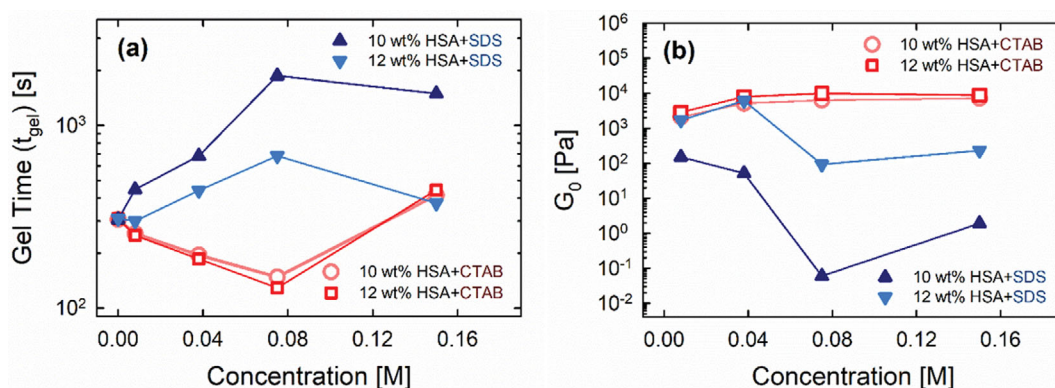 (a)
10 wt% HSA+SDS
12 wt% HSA+SDS
Gel Time (t_gel) [s]
10³
10²
10 wt% HSA+CTAB
12 wt% HSA+CTAB
0.00 0.04 0.08 0.12 0.16
Concentration [M]
(b)
10 wt% HSA+CTAB
12 wt% HSA+CTAB
G₀ [Pa]
10⁶
10⁵
10⁴
10³
10²
10¹
10⁰
10⁻¹
10⁻²
10 wt% HSA+SDS
12 wt% HSA+SDS
0.00 0.04 0.08 0.12 0.16
Concentration [M]